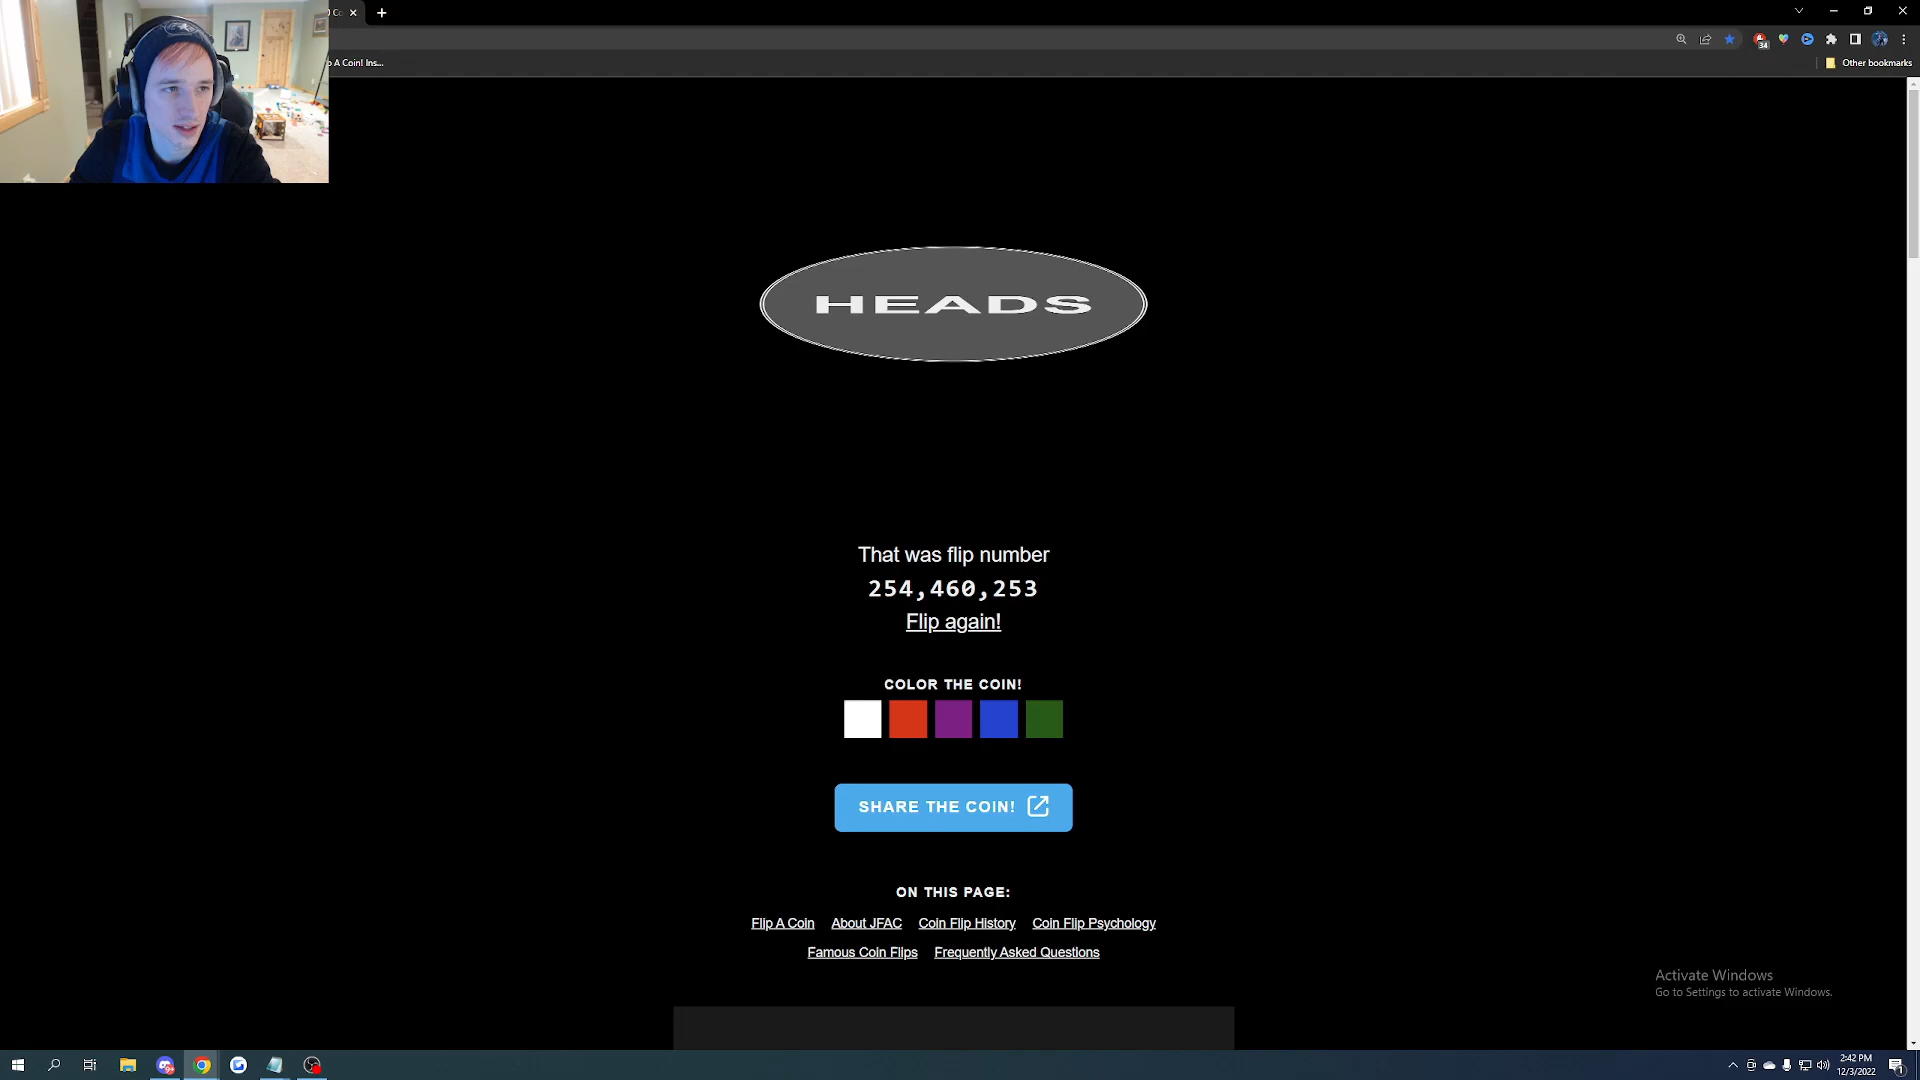 p A Coin! Ins...
Other bookmarks
34
HEADS
That was flip number
254,460,253
Flip again!
COLOR THE COIN!
SHARE THE COIN!
ON THIS PAGE:
Flip A Coin About JFAC Coin Flip History Coin Flip Psychology
Famous Coin Flips Frequently Asked Questions
Activate Windows
Go to Settings to activate Windows.
2:42 PM
12/3/2022